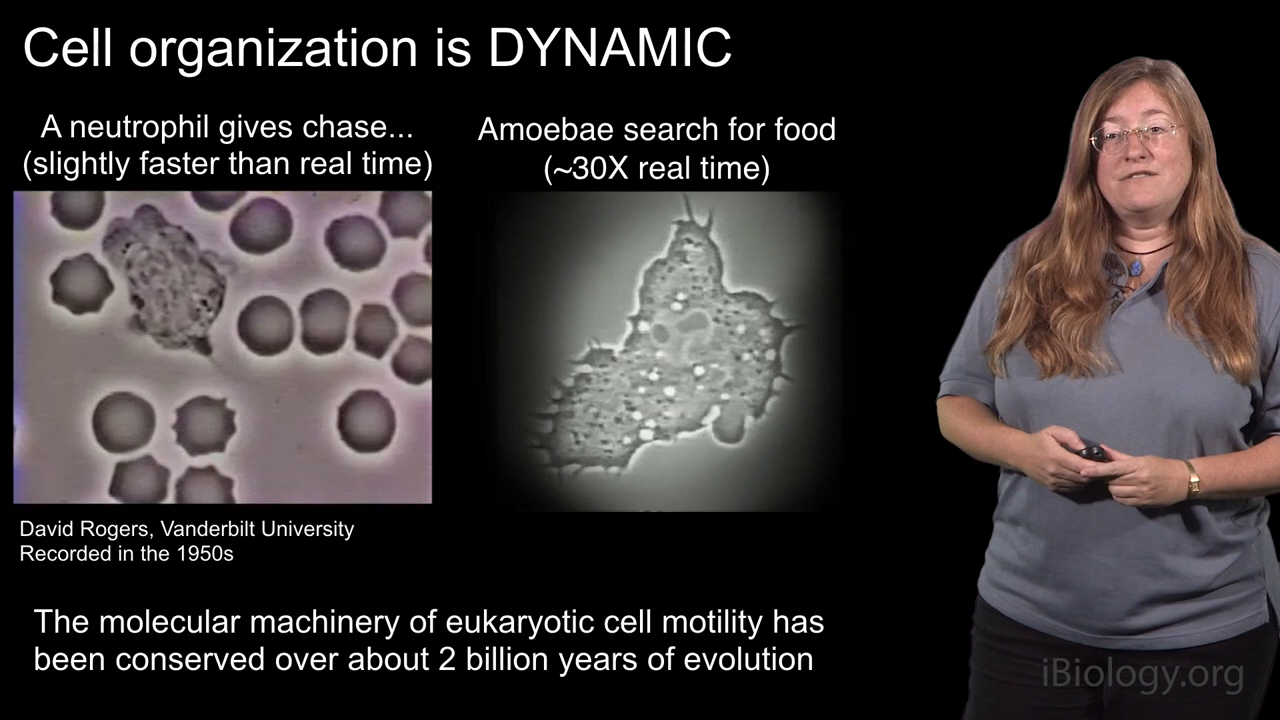 Cell organization is DYNAMIC
A neutrophil gives chase...
(slightly faster than real time)
Amoebae search for food
(~30X real time)
David Rogers, Vanderbilt University
Recorded in the 1950s
The molecular machinery of eukaryotic cell motility has
been conserved over about 2 billion years of evolution
iBiology.org